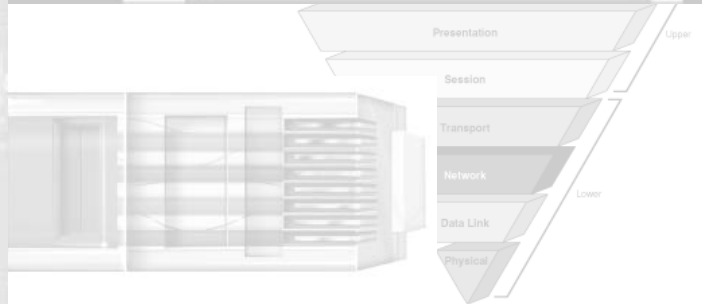 Presentation
Upper
Session
Transport
Network
Lower
Data Link
Physical